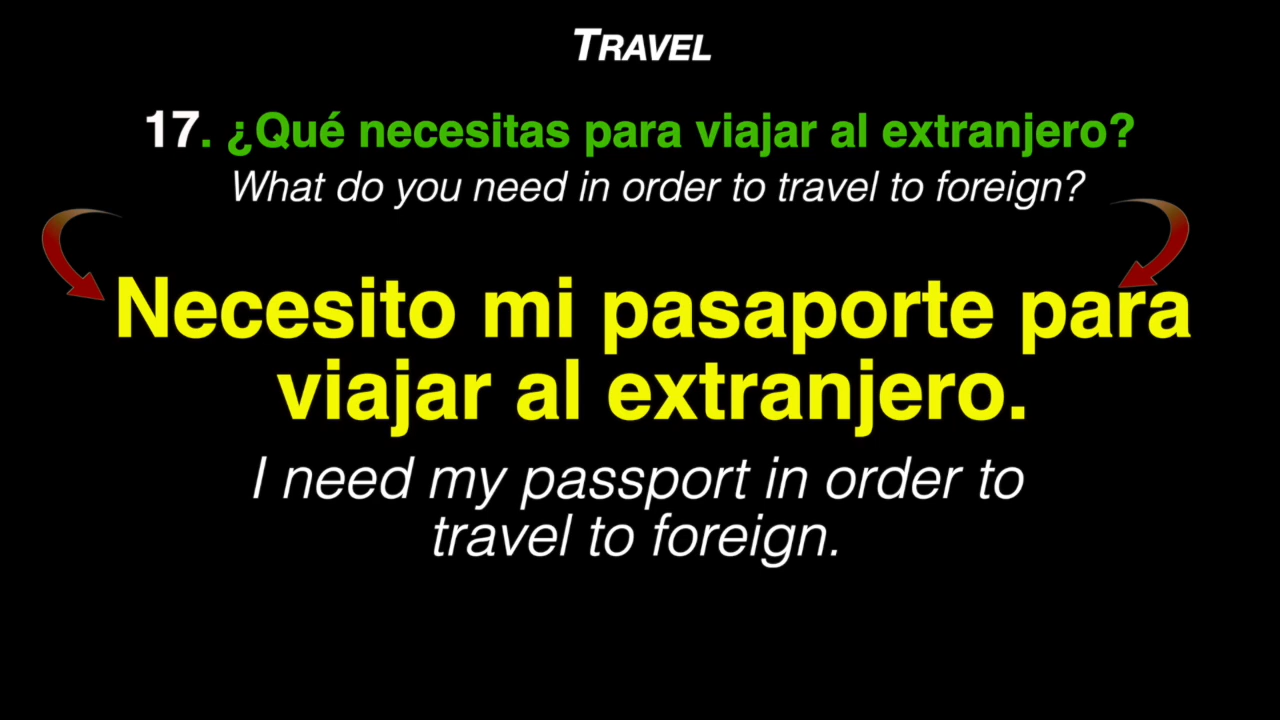 TRAVEL
17. ¿Qué necesitas para viajar al extranjero?
What do you need in order to travel to foreign?
Necesito mi pasaporte para
viajar al extranjero.
I need my passport in order to
travel to foreign.